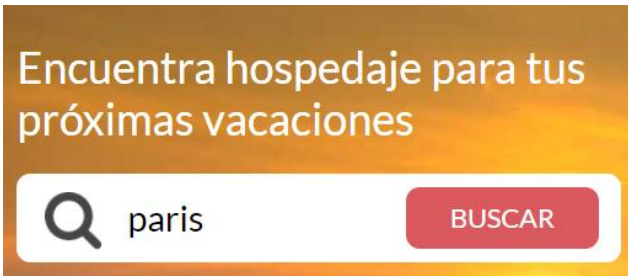 Encuentra hospedaje para tus
próximas vacaciones
paris BUSCAR